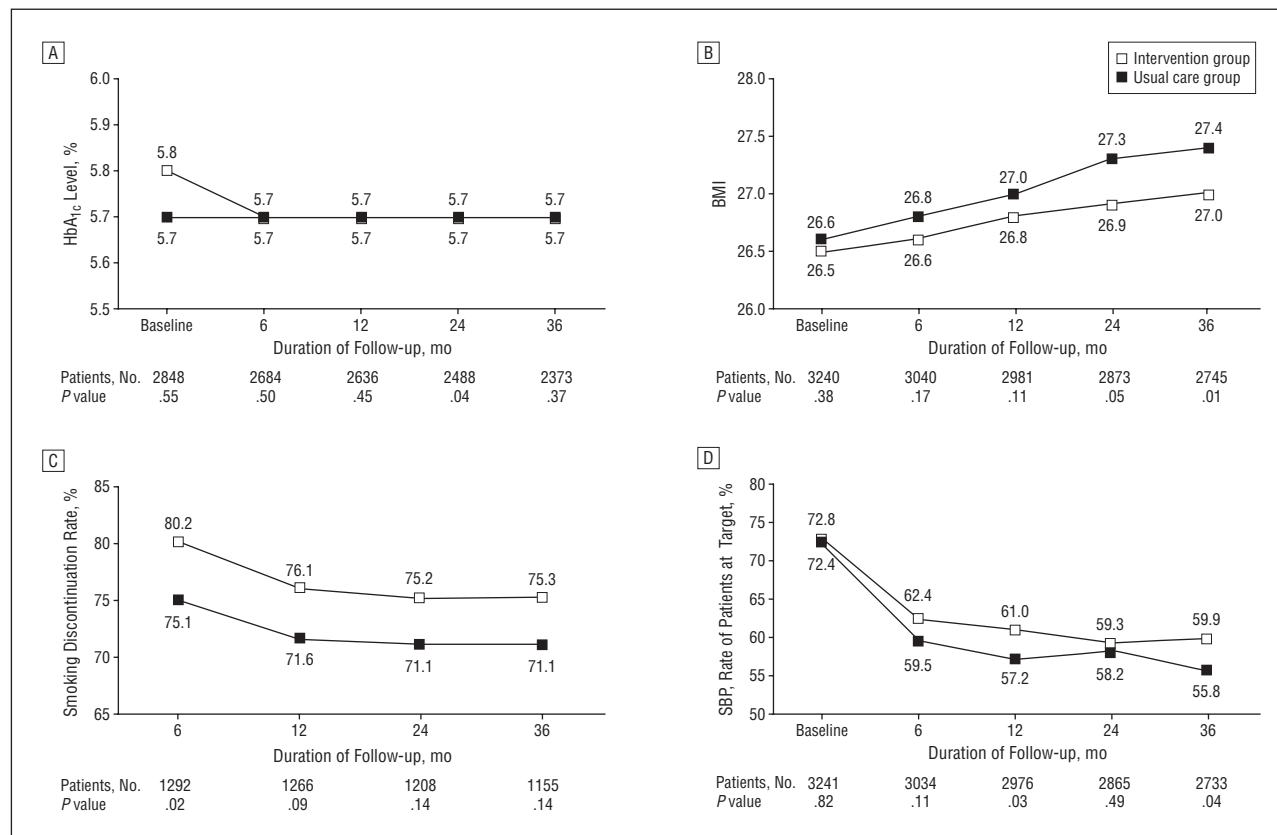 A
6.0
5.9
5.8
5.7
5.6
5.5
HbA1c Level, %
5.8
5.7 5.7 5.7 5.7
5.7 5.7 5.7 5.7 5.7
Baseline 6 12 24 36
Duration of Follow-up, mo
Patients, No. 2848 2684 2636 2488 2373
P value .55 .50 .45 .04 .37
B
Intervention group
Usual care group
28.0
27.5
27.0
26.5
26.0
BMI
26.6 26.8 27.0 27.3 27.4
26.5 26.6 26.8 26.9 27.0
Baseline 6 12 24 36
Duration of Follow-up, mo
Patients, No. 3240 3040 2981 2873 2745
P value .38 .17 .11 .05 .01
C
85
80
75
70
65
Smoking Discontinuation Rate, %
80.2 76.1 75.2 75.3
75.1 71.6 71.1 71.1
6 12 24 36
Duration of Follow-up, mo
Patients, No. 1292 1266 1208 1155
P value .02 .09 .14 .14
D
80
75
70
65
60
55
50
SBP, Rate of Patients at Target, %
72.8 62.4 61.0 59.3 59.9
72.4 59.5 57.2 58.2 55.8
Baseline 6 12 24 36
Duration of Follow-up, mo
Patients, No. 3241 3034 2976 2865 2733
P value .82 .11 .03 .49 .04